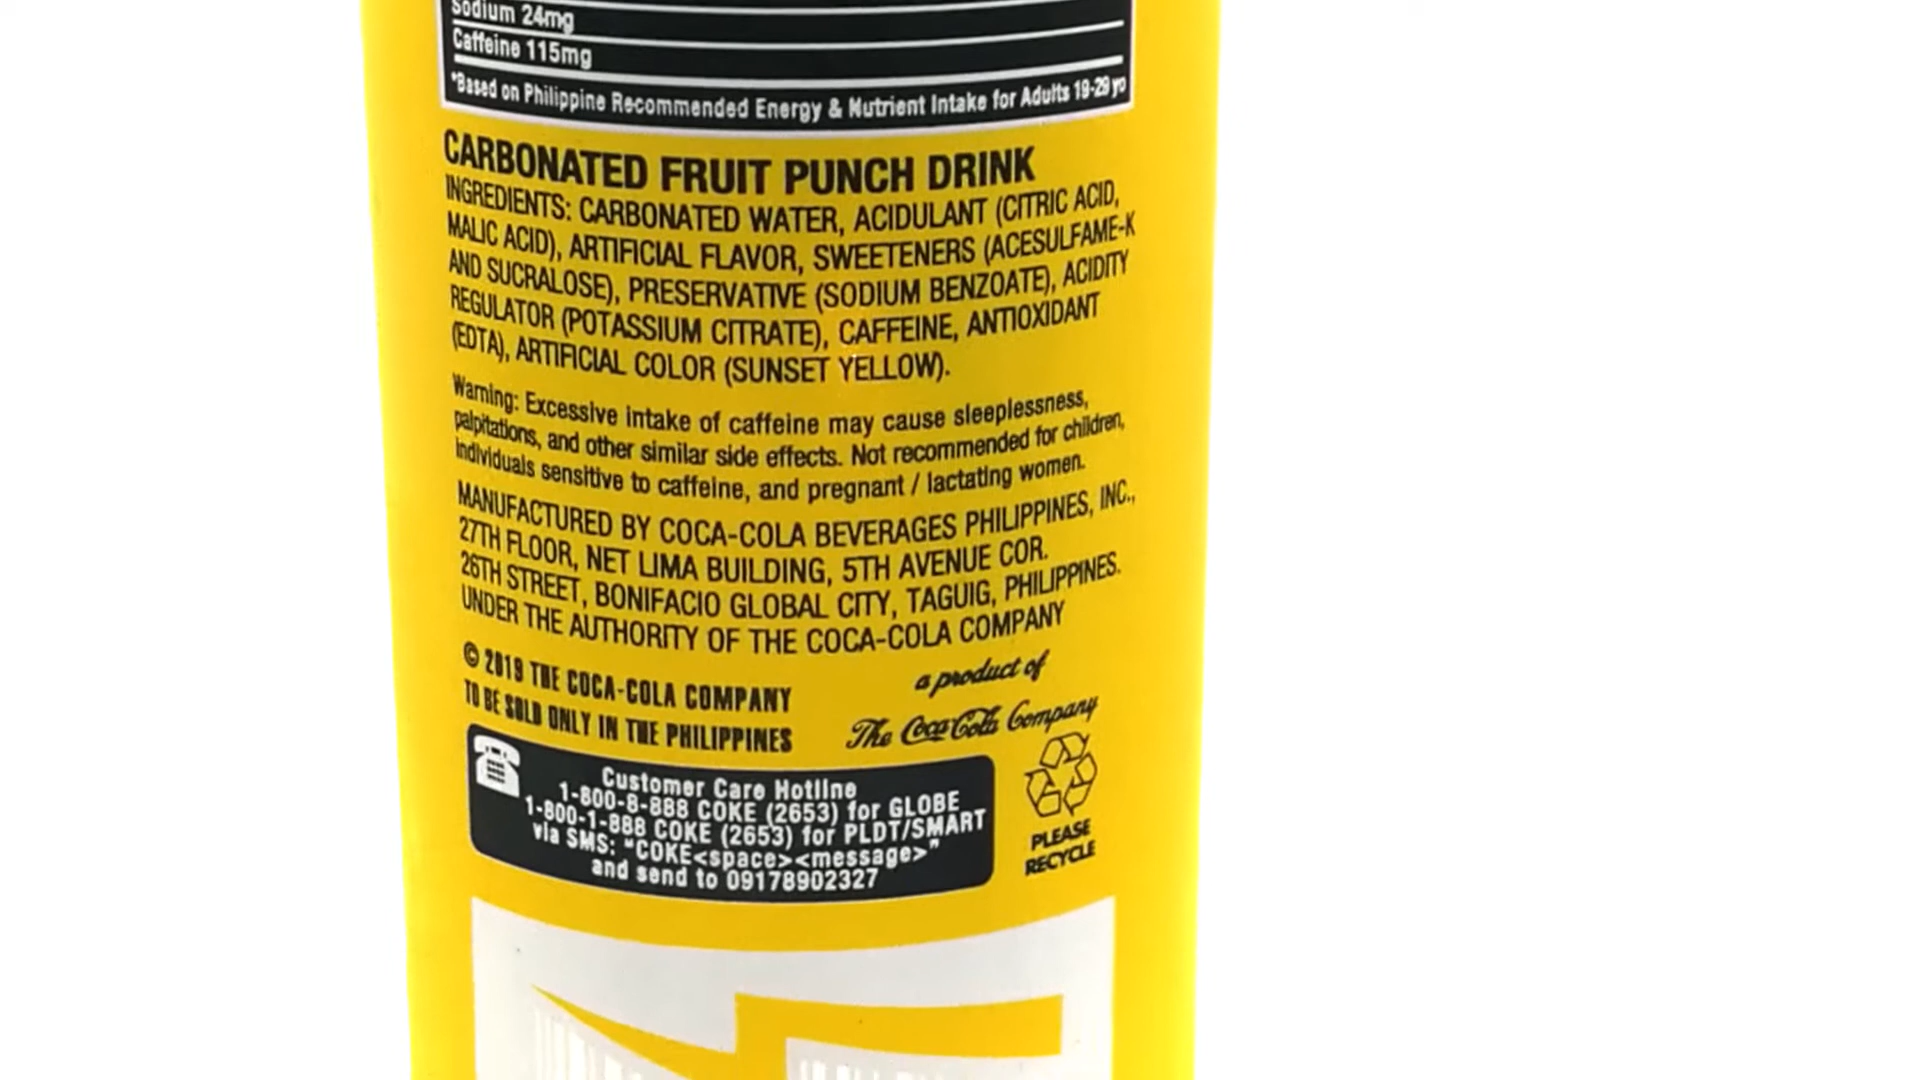 Sodium 24mg
Caffeine 115mg
*Based on Philippine Recommended Energy & Nutrient Intake for Adults 19-29 yo
CARBONATED FRUIT PUNCH DRINK
INGREDIENTS: CARBONATED WATER, ACIDULANT (CITRIC ACID,
MALIC ACID), ARTIFICIAL FLAVOR, SWEETENERS (ACESULFAME-K
AND SUCRALOSE), PRESERVATIVE (SODIUM BENZOATE), ACIDITY
REGULATOR (POTASSIUM CITRATE), CAFFEINE, ANTIOXIDANT
(EDTA), ARTIFICIAL COLOR (SUNSET YELLOW).
Warning: Excessive intake of caffeine may cause sleeplessness,
palpitations, and other similar side effects. Not recommended for children,
individuals sensitive to caffeine, and pregnant / lactating women.
MANUFACTURED BY COCA-COLA BEVERAGES PHILIPPINES, INC.,
27TH FLOOR, NET LIMA BUILDING, 5TH AVENUE COR.
26TH STREET, BONIFACIO GLOBAL CITY, TAGUIG, PHILIPPINES.
UNDER THE AUTHORITY OF THE COCA-COLA COMPANY
© 2019 THE COCA-COLA COMPANY
TO BE SOLD ONLY IN THE PHILIPPINES
a product of
The Coca-Cola Company
Customer Care Hotline
1-800-8-888 COKE (2653) for GLOBE
1-800-1-888 COKE (2653) for PLDT/SMART
via SMS: "COKE<space><message>"
and send to 09178902327
PLEASE
RECYCLE